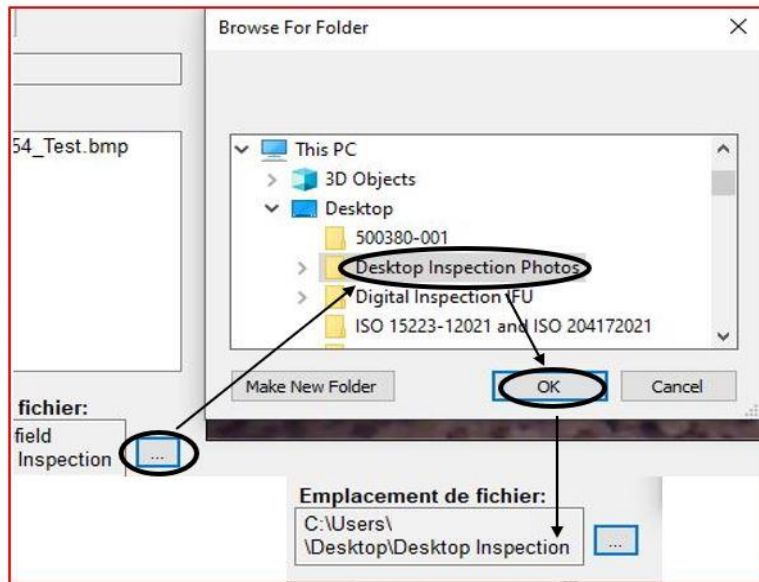 Browse For Folder
54_Test.bmp
This PC
3D Objects
Desktop
500380-001
Desktop Inspection Photos
Digital Inspection IFU
ISO 15223-12021 and ISO 204172021
Make New Folder
OK
Cancel
fichier:
field
Inspection
...
Emplacement de fichier:
C:\Users\
\Desktop\Desktop Inspection
...